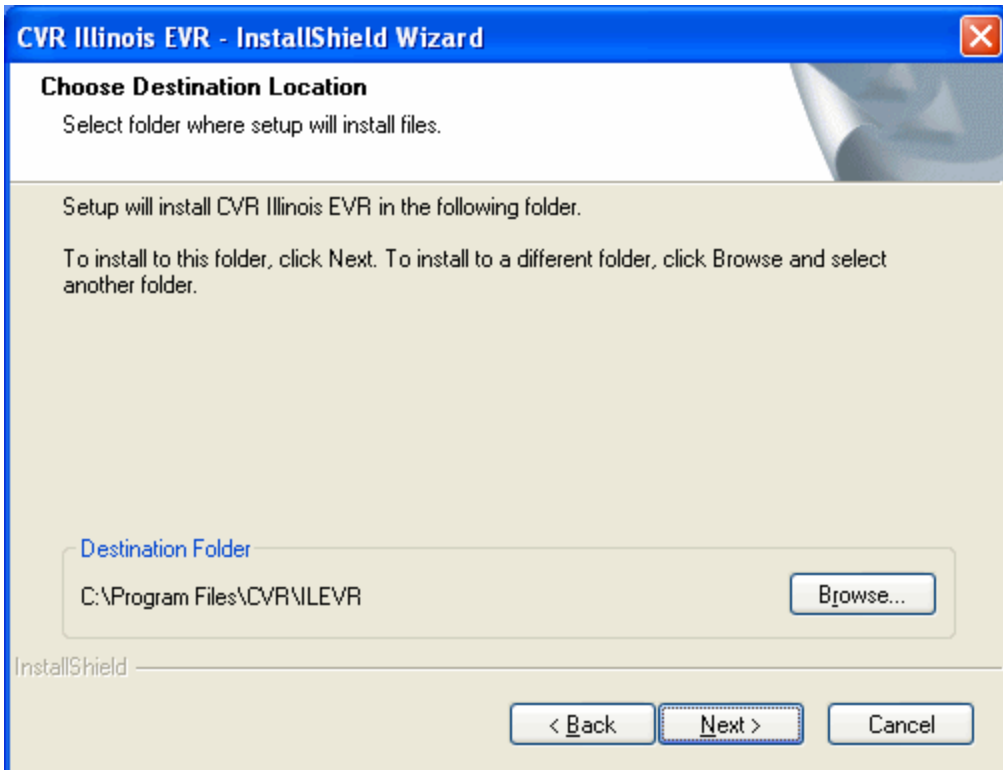 CVR Illinois EVR - InstallShield Wizard
Choose Destination Location
Select folder where setup will install files.
Setup will install CVR Illinois EVR in the following folder.
To install to this folder, click Next. To install to a different folder, click Browse and select
another folder.
Destination Folder
C:\Program Files\CVR\ILEVR
Browse...
InstallShield
< Back
Next >
Cancel